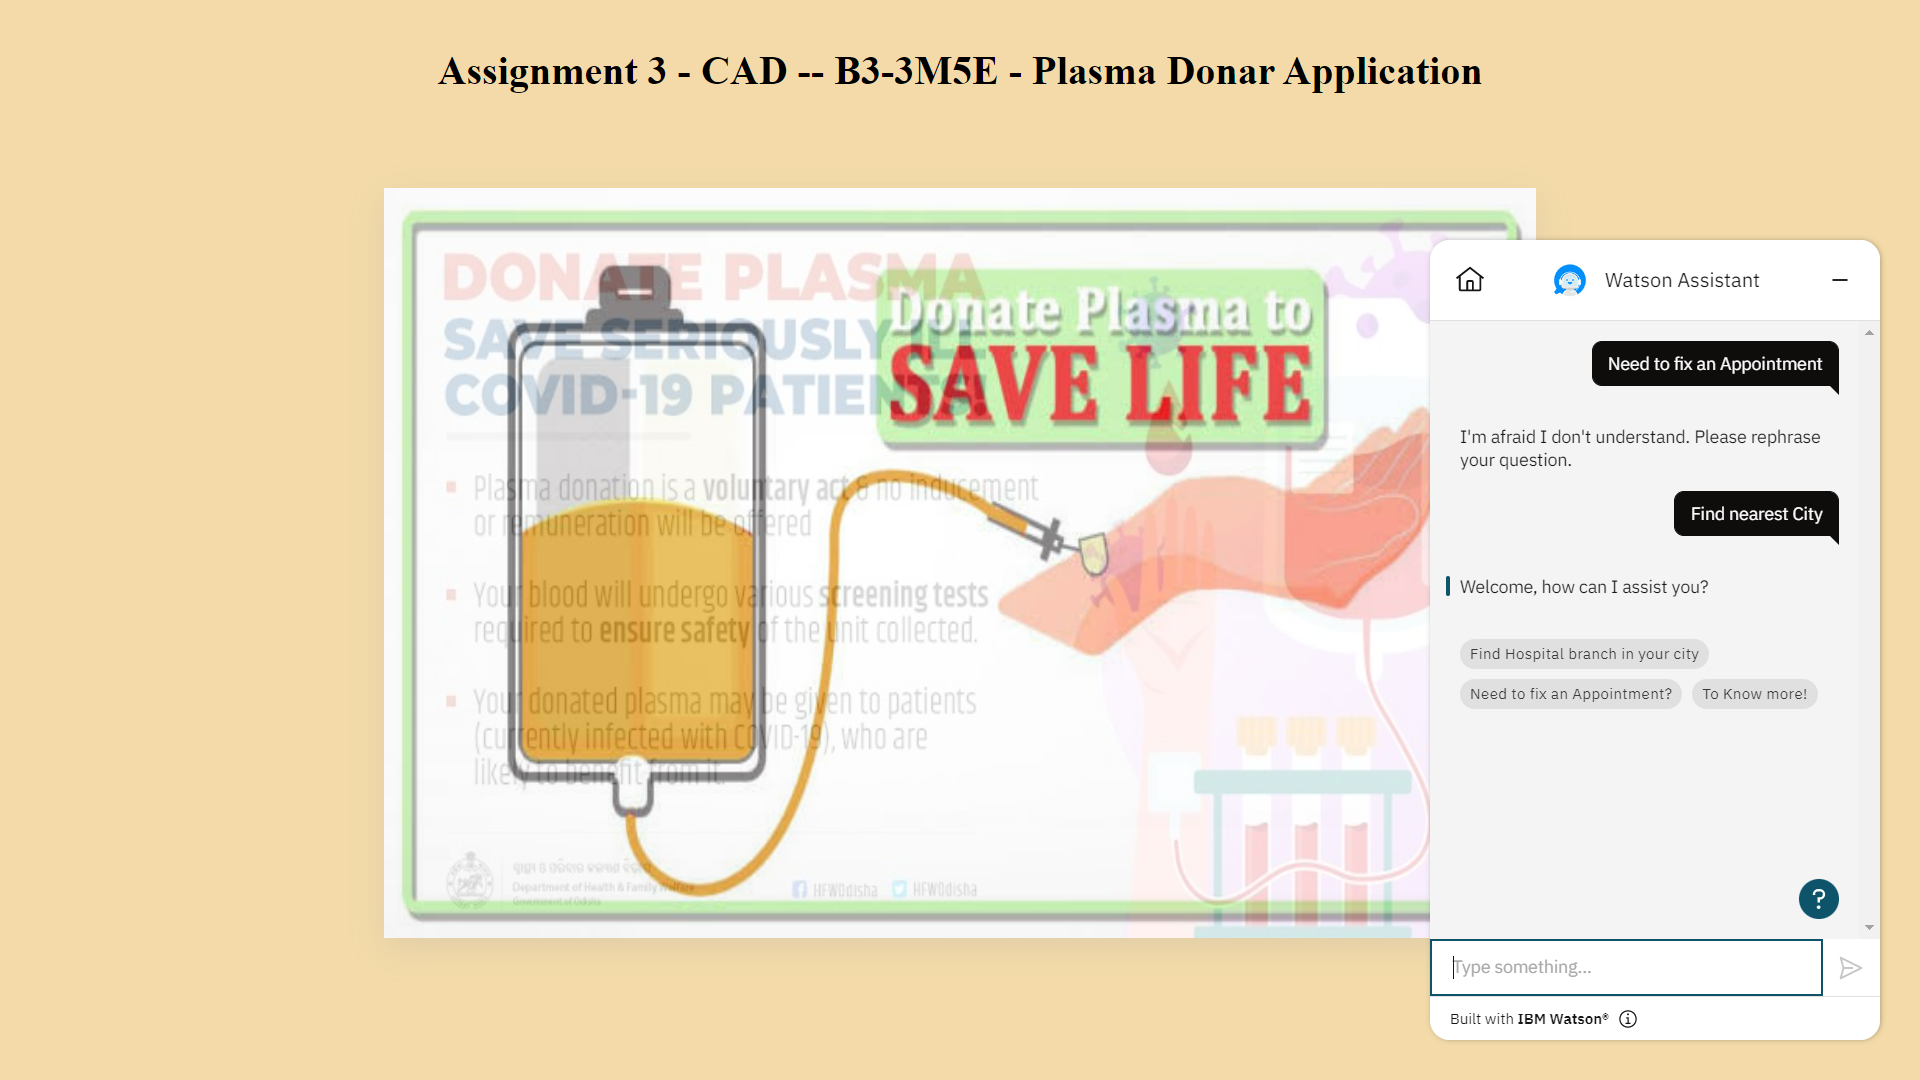 Assignment 3 - CAD -- B3-3M5E - Plasma Donar Application
DONATE PLASMA
SAVE SERIOUSLY ILL
COVID-19 PATIENTS!
Donate Plasma to
SAVE LIFE
Plasma donation is a voluntary act & no inducement
or remuneration will be offered
Your blood will undergo various screening tests
required to ensure safety of the unit collected.
Your donated plasma may be given to patients
(currently infected with COVID-19), who are
likely to benefit from it.
Department of Health & Family Welfare
Government of Odisha
HFWOdisha
HFWOdisha
Watson Assistant
Need to fix an Appointment
I'm afraid I don't understand. Please rephrase
your question.
Find nearest City
Welcome, how can I assist you?
Find Hospital branch in your city
Need to fix an Appointment?
To Know more!
?
Type something...
Built with IBM Watson®